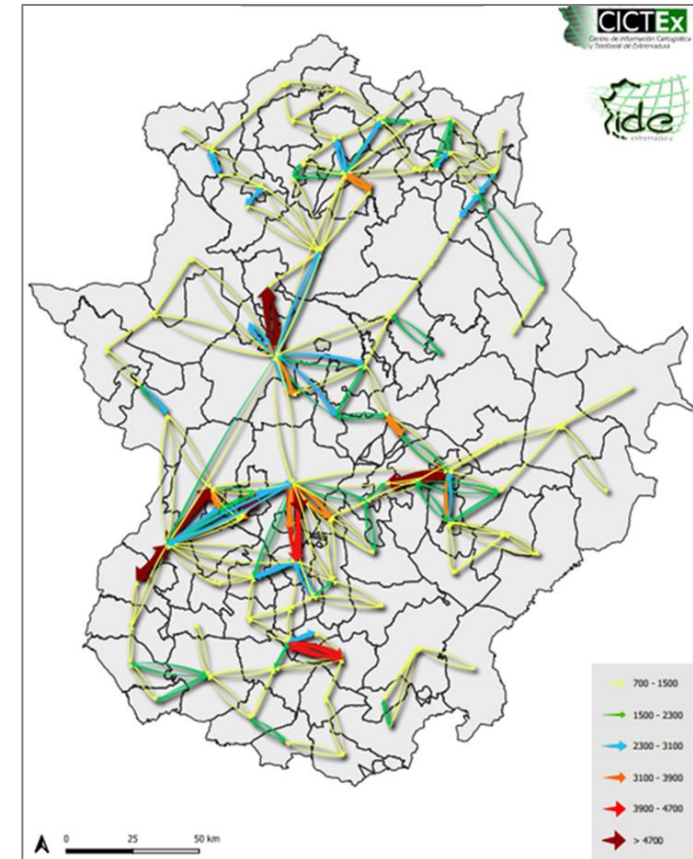 CICTEx
Centro de Información Cartográfica
y Territorial de Extremadura
ide
extremadura
700 - 1500
1500 - 2300
2300 - 3100
3100 - 3900
3900 - 4700
> 4700
0 25 50 km